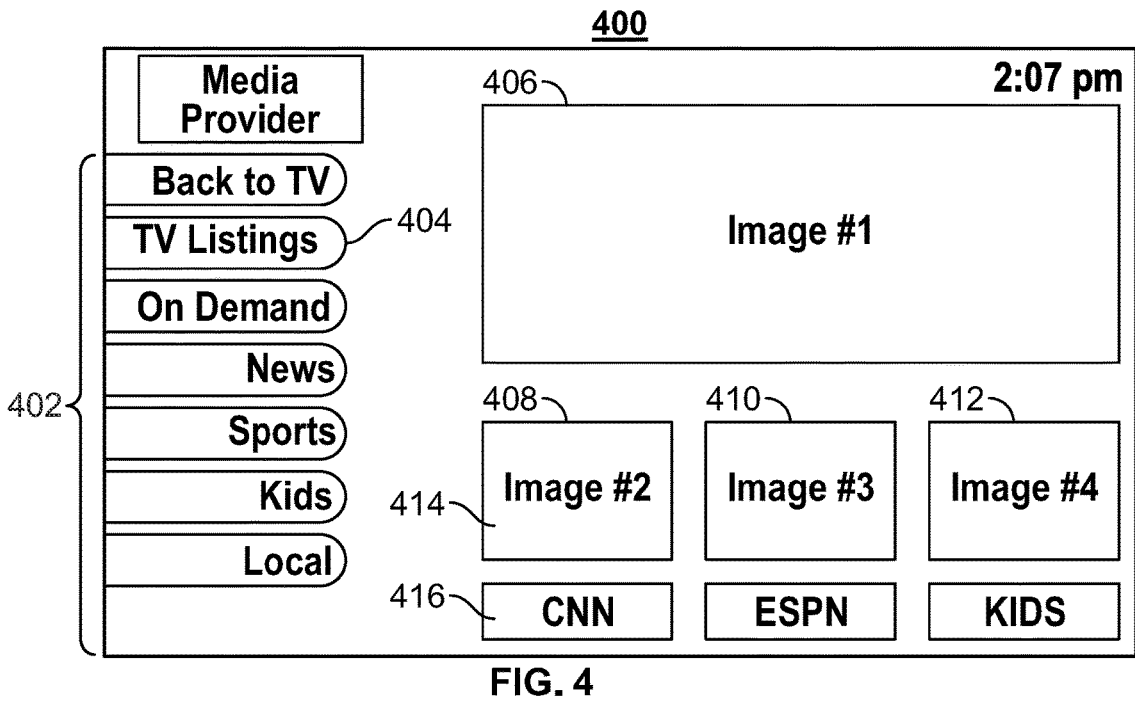 400
Media
Provider
2:07 pm
406
Back to TV
TV Listings
404
Image #1
On Demand
News
402
Sports
Kids
Local
408
410
412
Image #2
Image #3
Image #4
414
416
CNN
ESPN
KIDS
FIG. 4